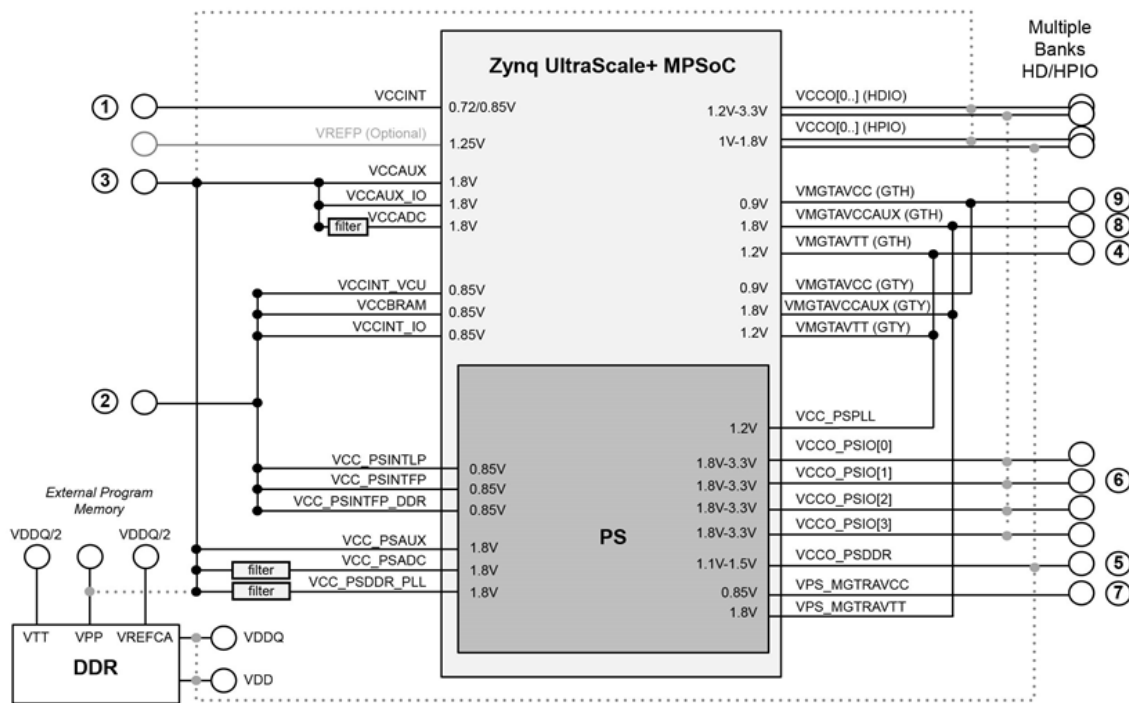 Multiple
Banks
HD/HPIO
Zynq UltraScale+ MPSoC
1
VCCINT
0.72/0.85V
1.2V-3.3V
VCCO[0..] (HDIO)
VREFP (Optional)
1.25V
1V-1.8V
VCCO[0..] (HPIO)
3
VCCAUX
1.8V
VCCAUX_IO
1.8V
filter
VCCADC
1.8V
0.9V
VMGTAVCC (GTH)
9
1.8V
VMGTAVCCAUX (GTH)
8
1.2V
VMGTAVTT (GTH)
4
VCCINT_VCU
0.85V
0.9V
VMGTAVCC (GTY)
VCCBRAM
0.85V
1.8V
VMGTAVCCAUX (GTY)
VCCINT_IO
0.85V
1.2V
VMGTAVTT (GTY)
2
1.2V
VCC_PSPLL
VCC_PSINTLP
0.85V
1.8V-3.3V
VCCO_PSIO[0]
VCC_PSINTFP
0.85V
1.8V-3.3V
VCCO_PSIO[1]
6
VCC_PSINTFP_DDR
0.85V
1.8V-3.3V
VCCO_PSIO[2]
PS
1.8V-3.3V
VCCO_PSIO[3]
VCC_PSAUX
1.8V
1.1V-1.5V
VCCO_PSDDR
5
filter
VCC_PSADC
1.8V
0.85V
VPS_MGTRAVCC
7
filter
VCC_PSDDR_PLL
1.8V
1.8V
VPS_MGTRAVTT
External Program
Memory
VDDQ/2
VDDQ/2
VTT
VPP
VREFCA
VDDQ
DDR
VDD